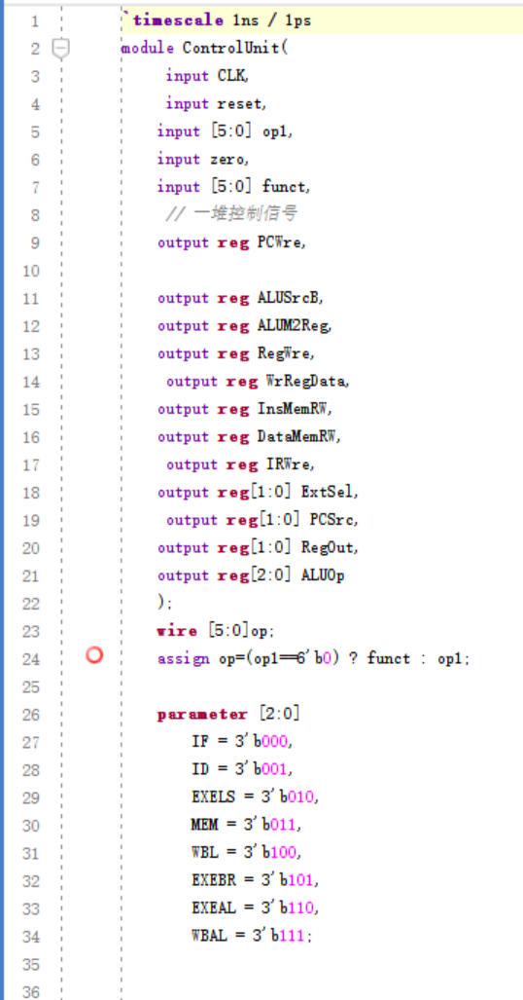 1 `timescale 1ns / 1ps
2 module ControlUnit(
3 input CLK,
4 input reset,
5 input [5:0] op1,
6 input zero,
7 input [5:0] funct,
8 // 一堆控制信号
9 output reg PCWre,
10
11 output reg ALUSrcB,
12 output reg ALUM2Reg,
13 output reg RegWre,
14 output reg WrRegData,
15 output reg InsMemRW,
16 output reg DataMemRW,
17 output reg IRWre,
18 output reg[1:0] ExtSel,
19 output reg[1:0] PCSrc,
20 output reg[1:0] RegOut,
21 output reg[2:0] ALUOp
22 );
23 wire [5:0]op;
24 assign op=(op1==6'b0) ? funct : op1;
25
26 parameter [2:0]
27 IF = 3'b000,
28 ID = 3'b001,
29 EXELS = 3'b010,
30 MEM = 3'b011,
31 WBL = 3'b100,
32 EXEBR = 3'b101,
33 EXEAL = 3'b110,
34 WBAL = 3'b111;
35
36